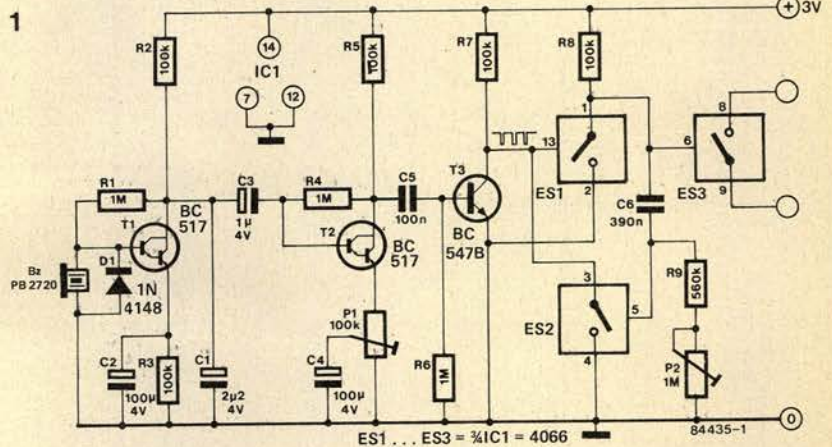 1
R2
100k
14
IC1
7
12
R5
100k
R7
100k
R8
100k
+ 3V
R1
1M
T1
BC
517
C3
1µ
4V
R4
1M
T2
BC
517
C5
100n
T3
BC
547B
13
1
2
ES1
C6
390n
8
6
9
ES3
Bz
PB 2720
D1
1N
4148
P1
100k
3
5
4
ES2
R9
560k
C2
100µ
4V
R3
100k
C1
2µ2
4V
C4
100µ
4V
R6
1M
P2
1M
0
84435-1
ES1 . . . ES3 = ¾IC1 = 4066